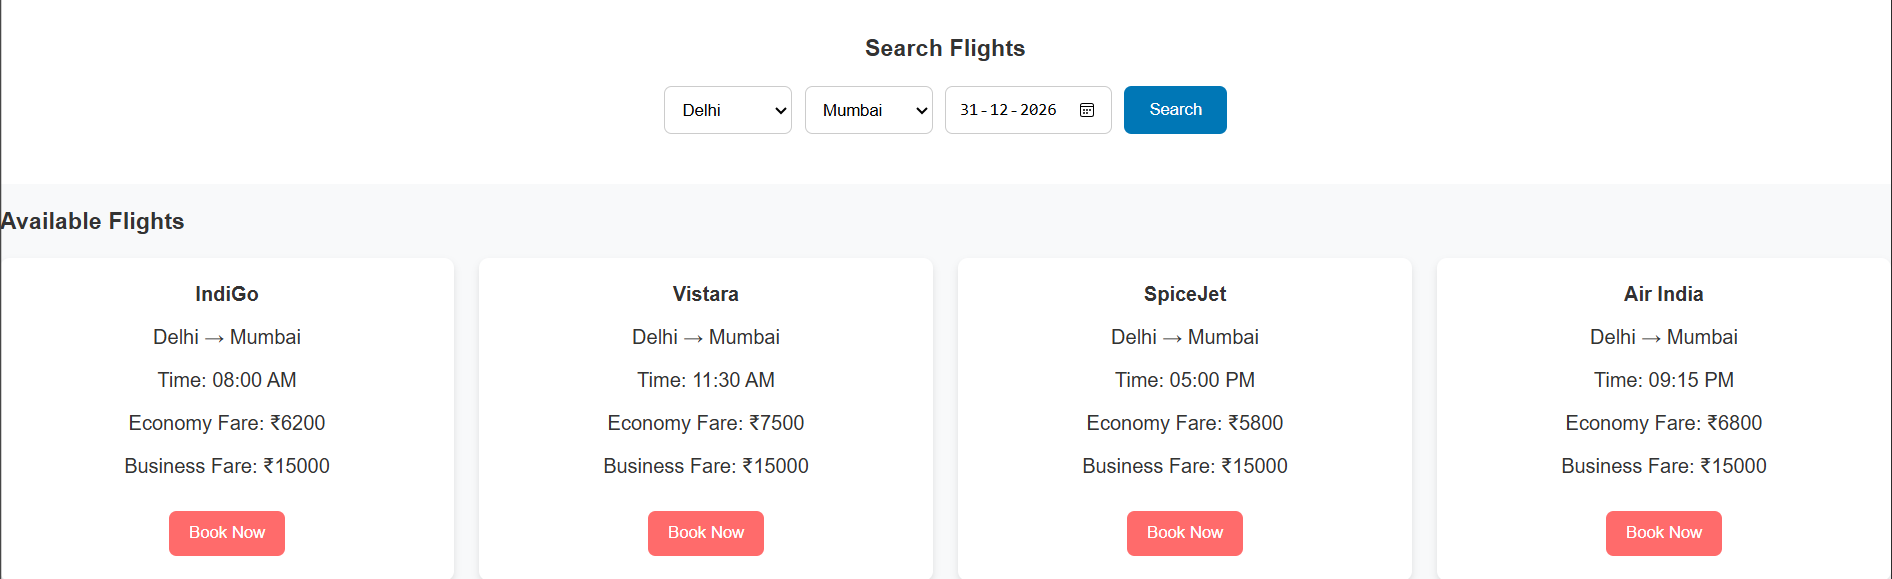 Search Flights
Delhi Mumbai 31-12-2026 Search
Available Flights
IndiGo
Delhi → Mumbai
Time: 08:00 AM
Economy Fare: ₹6200
Business Fare: ₹15000
Book Now
Vistara
Delhi → Mumbai
Time: 11:30 AM
Economy Fare: ₹7500
Business Fare: ₹15000
Book Now
SpiceJet
Delhi → Mumbai
Time: 05:00 PM
Economy Fare: ₹5800
Business Fare: ₹15000
Book Now
Air India
Delhi → Mumbai
Time: 09:15 PM
Economy Fare: ₹6800
Business Fare: ₹15000
Book Now